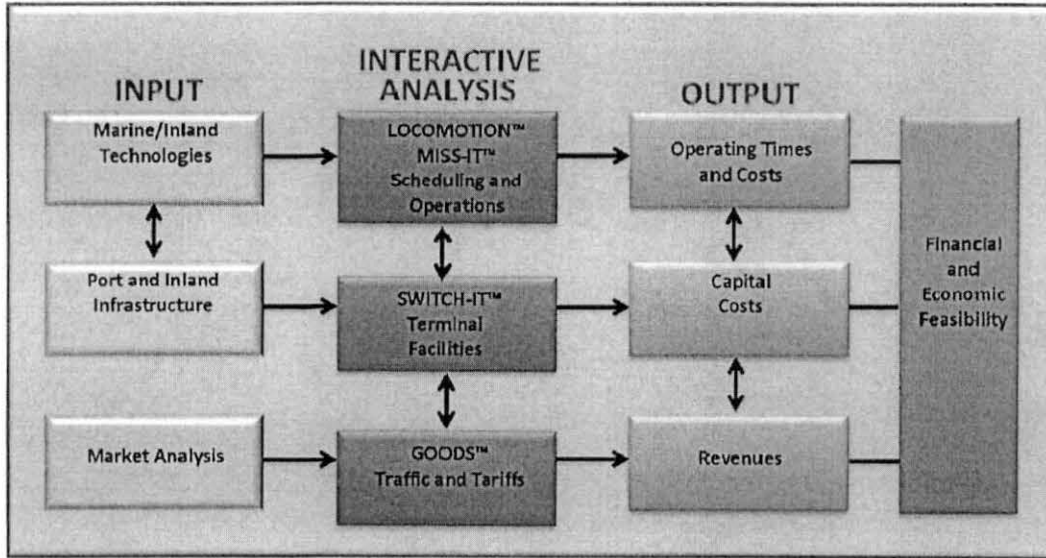 INPUT
INTERACTIVE
ANALYSIS
OUTPUT
Marine/Inland
Technologies
LOCOMOTION™
MISS-IT™
Scheduling and
Operations
Operating Times
and Costs
Port and Inland
Infrastructure
SWITCH-IT™
Terminal
Facilities
Capital
Costs
Market Analysis
GOODS™
Traffic and Tariffs
Revenues
Financial
and
Economic
Feasibility